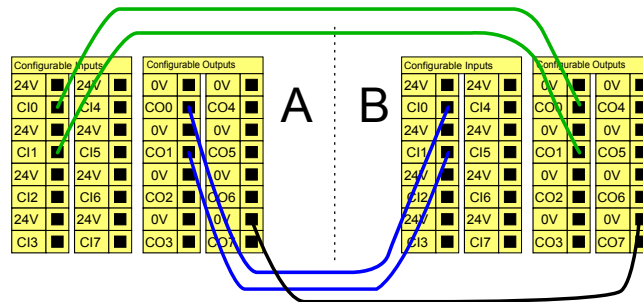 Configurable Inputs Configurable Outputs A B Configurable Inputs Configurable Outputs
24V 24V 0V 0V 24V 24V 0V 0V
CI0 CI4 CO0 CO4 CI0 CI4 CO0 CO4
24V 24V 0V 0V 24V 24V 0V 0V
CI1 CI5 CO1 CO5 CI1 CI5 CO1 CO5
24V 24V 0V 0V 24V 24V 0V 0V
CI2 CI6 CO2 CO6 CI2 CI6 CO2 CO6
24V 24V 0V 0V 24V 24V 0V 0V
CI3 CI7 CO3 CO7 CI3 CI7 CO3 CO7